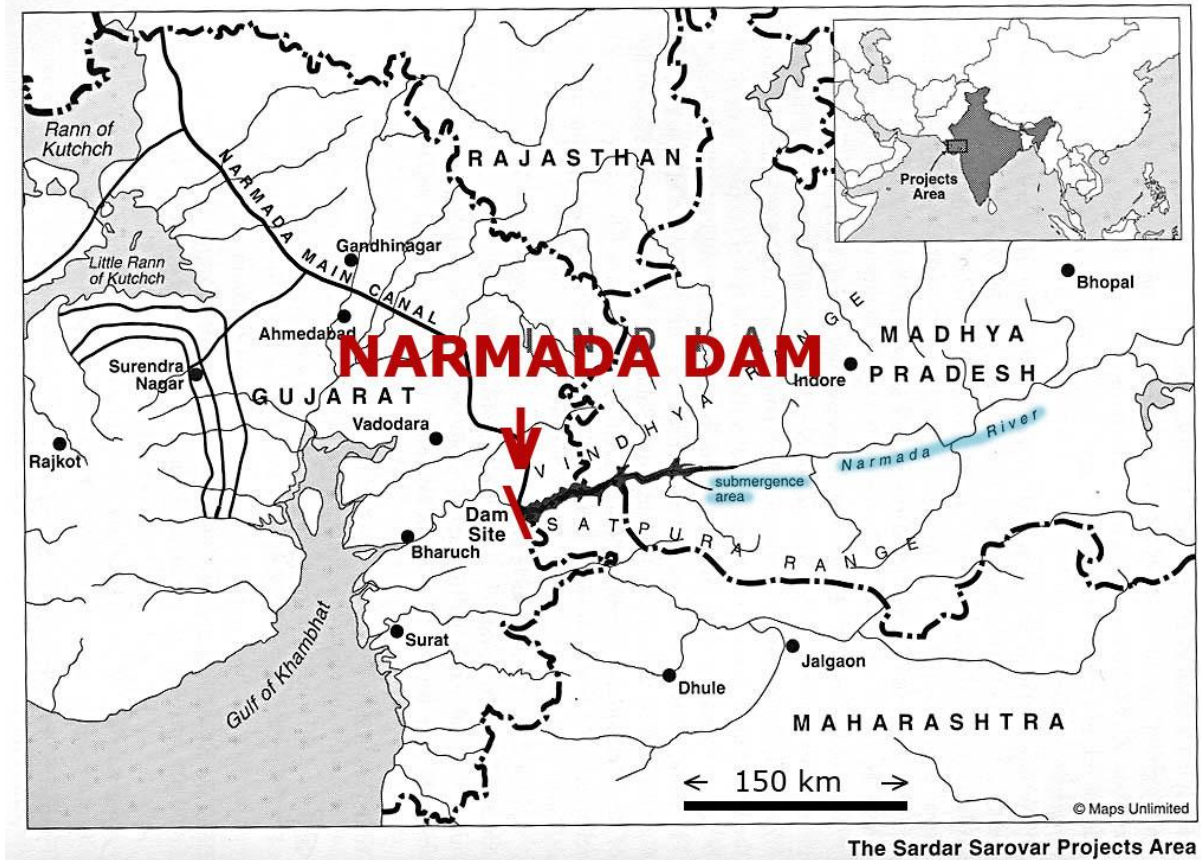 Rann of
Kutchch
RAJASTHAN
Projects
Area
NARMADA MAIN CANAL
Gandhinagar
Little Rann
of Kutchch
Bhopal
Ahmedabad
INDIA
MADHYA
PRADESH
NARMADA DAM
Indore
Surendra
Nagar
GUJARAT
VINDHYA RANGE
Vadodara
Rajkot
Narmada River
submergence
area
Dam
Site
SATPURA RANGE
Bharuch
Gulf of Khambhat
Surat
Jalgaon
Dhule
MAHARASHTRA
150 km
© Maps Unlimited
The Sardar Sarovar Projects Area